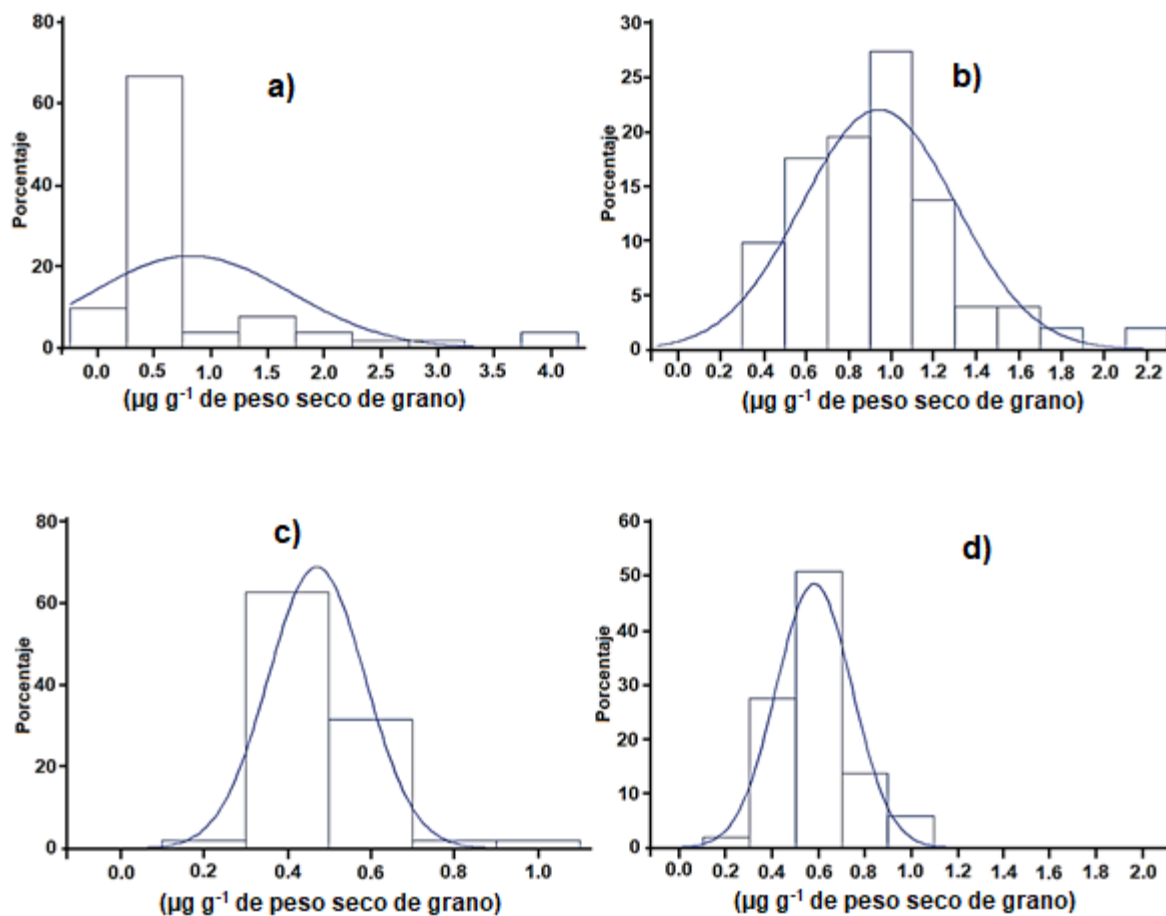 a)
Porcentaje
80
60
40
20
0
0.0 0.5 1.0 1.5 2.0 2.5 3.0 3.5 4.0
(µg g⁻¹ de peso seco de grano)
b)
Porcentaje
30
25
20
15
10
5
0
0.0 0.2 0.4 0.6 0.8 1.0 1.2 1.4 1.6 1.8 2.0 2.2
(µg g⁻¹ de peso seco de grano)
c)
Porcentaje
80
60
40
20
0
0.0 0.2 0.4 0.6 0.8 1.0
(µg g⁻¹ de peso seco de grano)
d)
Porcentaje
60
50
40
30
20
10
0
0.0 0.2 0.4 0.6 0.8 1.0 1.2 1.4 1.6 1.8 2.0
(µg g⁻¹ de peso seco de grano)